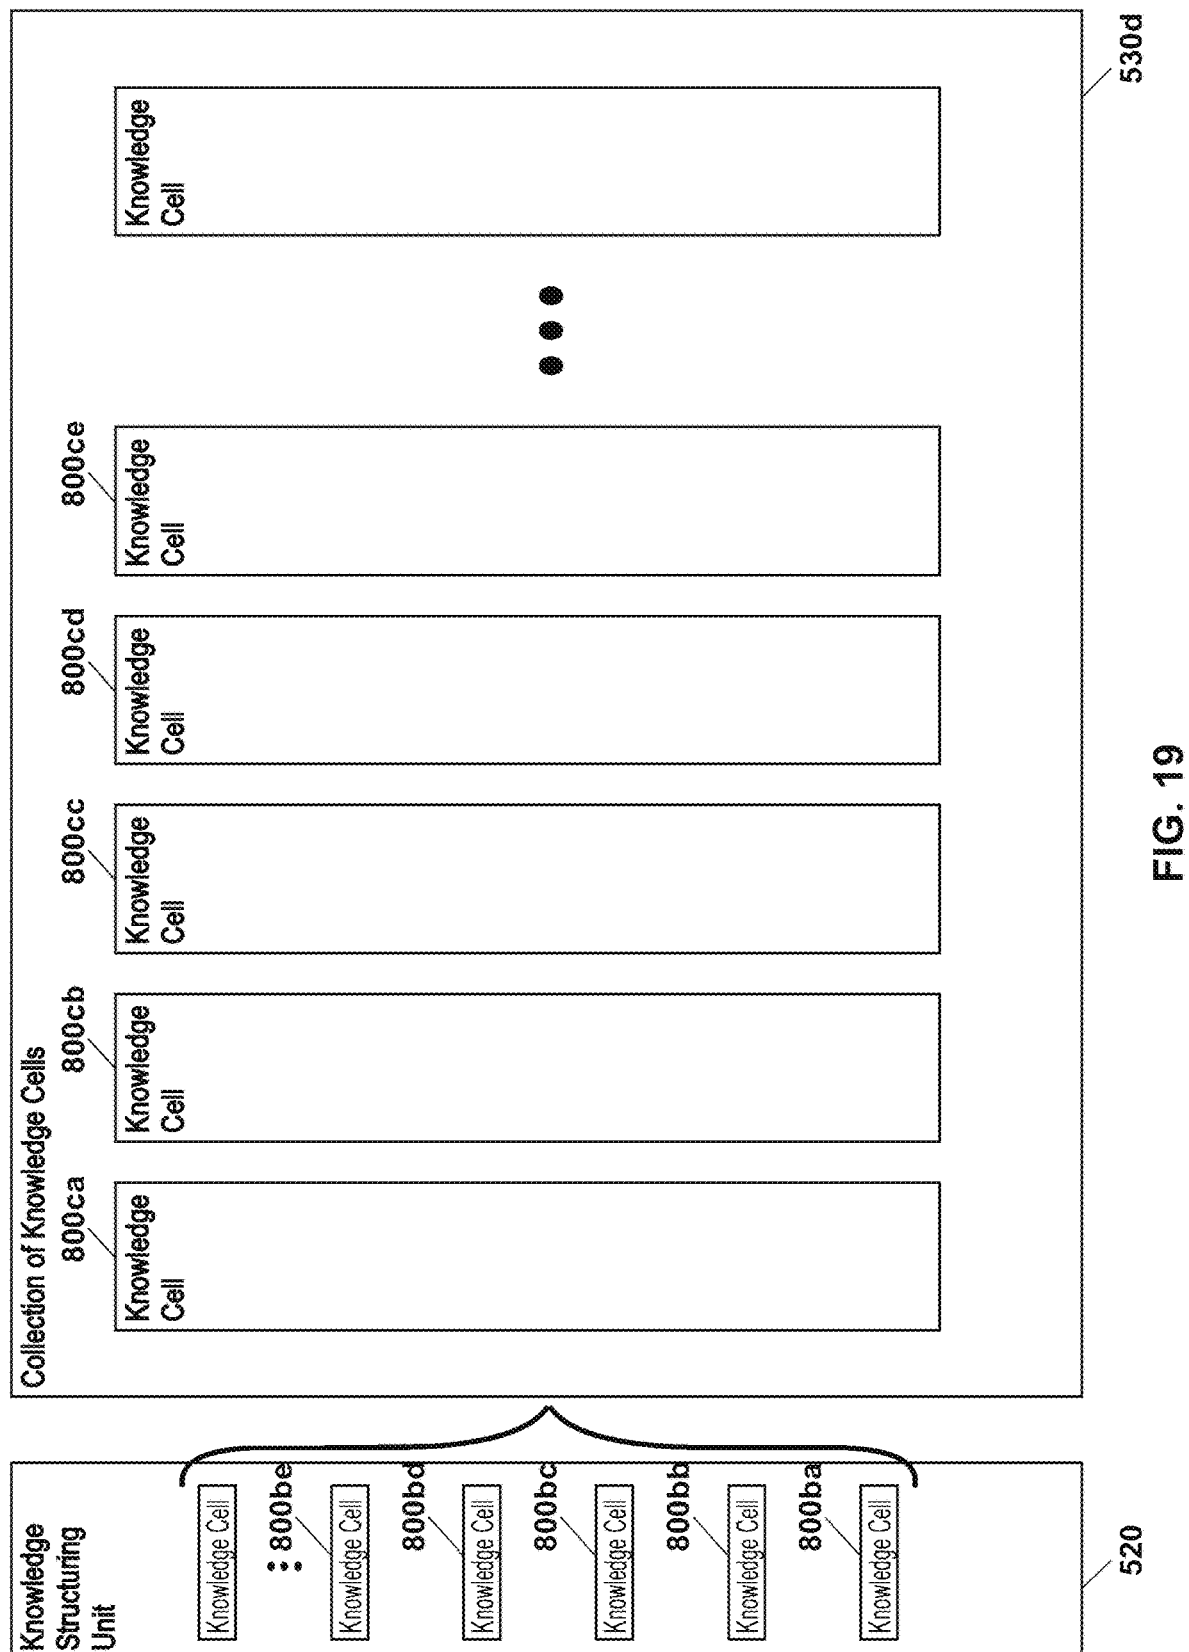 Knowledge
Structuring
Unit
Knowledge Cell
800be
Knowledge Cell
800bd
Knowledge Cell
800bc
Knowledge Cell
800bb
Knowledge Cell
800ba
Knowledge Cell
520
Collection of Knowledge Cells
800ca
Knowledge
Cell
800cb
Knowledge
Cell
800cc
Knowledge
Cell
800cd
Knowledge
Cell
800ce
Knowledge
Cell
Knowledge
Cell
530d
FIG. 19